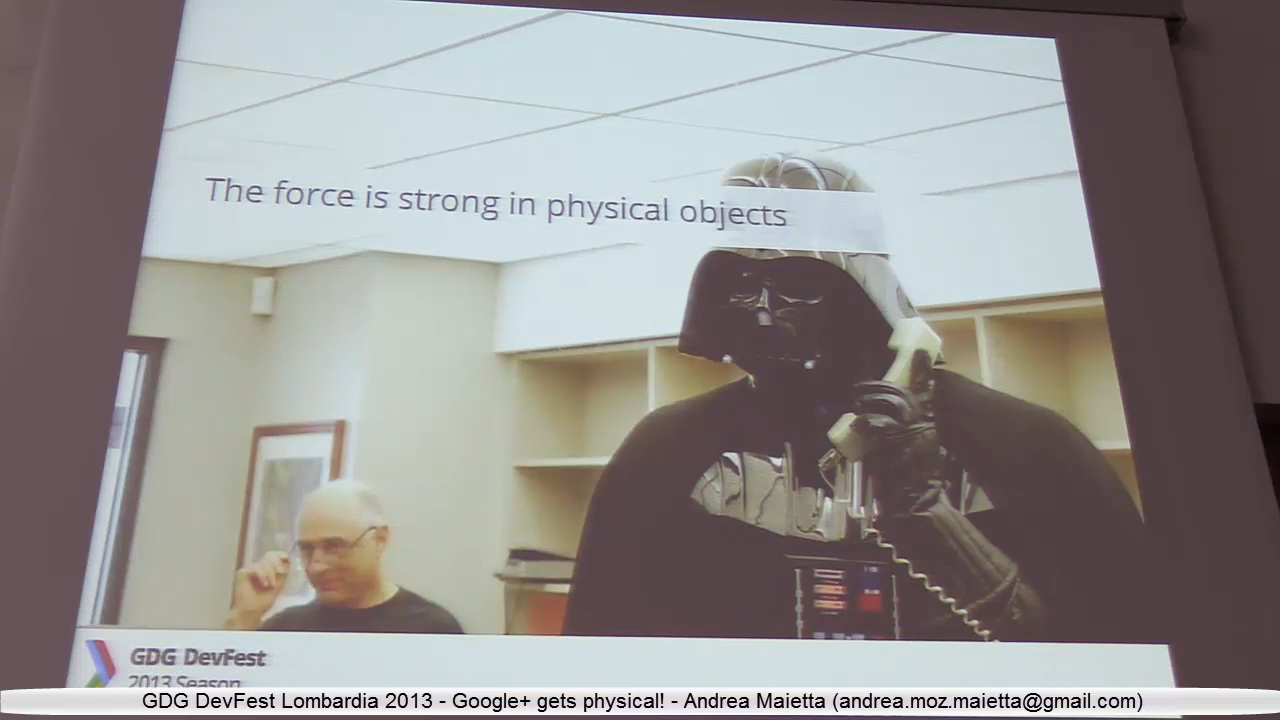 The force is strong in physical objects
GDG DevFest
2013 Season
GDG DevFest Lombardia 2013 - Google+ gets physical! - Andrea Maietta (andrea.moz.maietta@gmail.com)